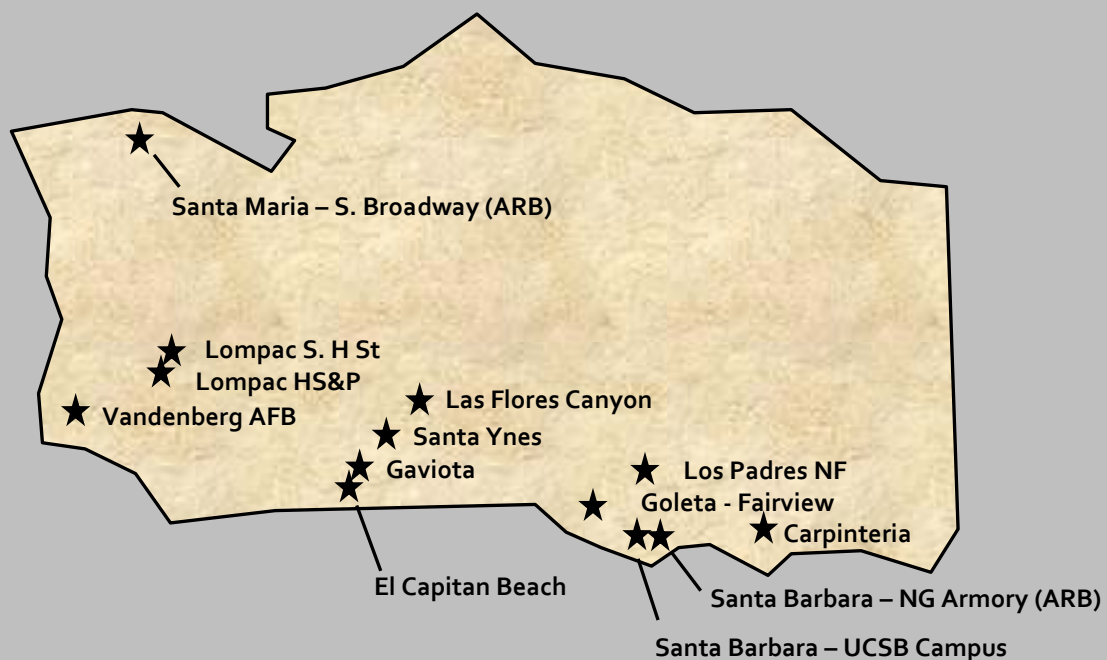 Santa Maria – S. Broadway (ARB)
Lompac S. H St
Lompac HS&P
Las Flores Canyon
Vandenberg AFB
Santa Ynes
Gaviota
Los Padres NF
Goleta - Fairview
Carpinteria
El Capitan Beach
Santa Barbara – NG Armory (ARB)
Santa Barbara – UCSB Campus